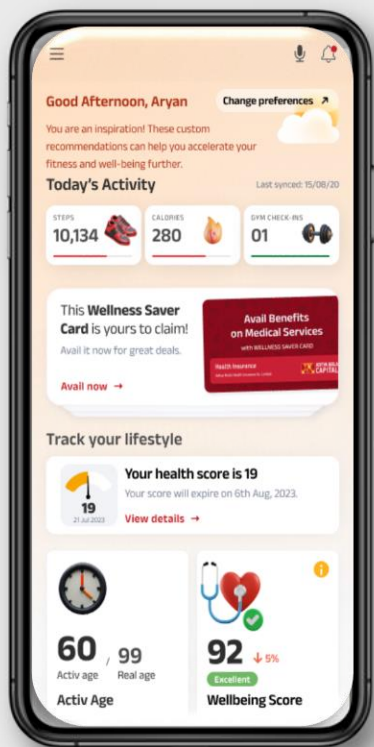 Good Afternoon, Aryan
Change preferences ↗
You are an inspiration! These custom
recommendations can help you accelerate your
fitness and well-being further.
Today's Activity
Last synced: 15/08/20
STEPS
10,134
CALORIES
280
GYM CHECK-INS
01
This Wellness Saver
Card is yours to claim!
Avail it now for great deals.
Avail now →
Avail Benefits
on Medical Services
with WELLNESS SAVER CARD
Health Insurance
CAPITAL
Track your lifestyle
19
21 Jul 2023
Your health score is 19
Your score will expire on 6th Aug, 2023.
View details →
60 / 99
Activ age Real age
Activ Age
92 ↓ 5%
Excellent
Wellbeing Score